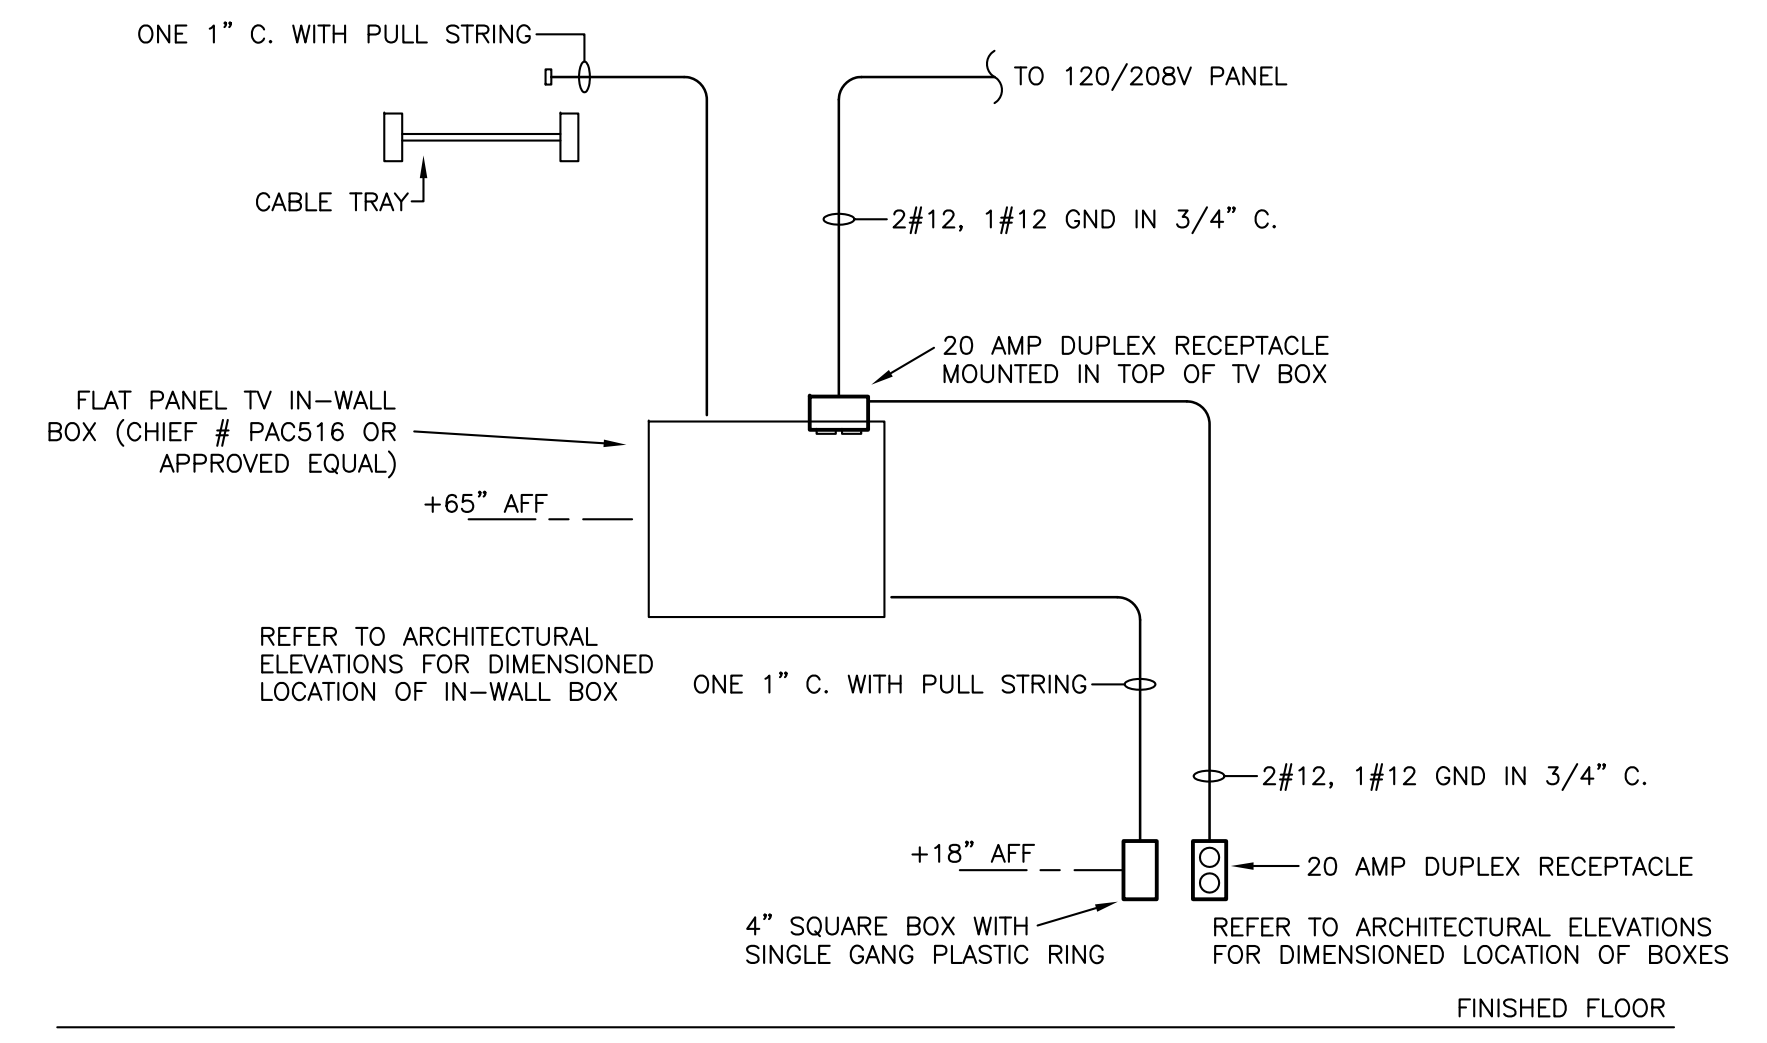 ONE 1” C. WITH PULL STRING
TO 120/208V PANEL
CABLE TRAY
2#12, 1#12 GND IN 3/4” C.
20 AMP DUPLEX RECEPTACLE
MOUNTED IN TOP OF TV BOX
FLAT PANEL TV IN-WALL
BOX (CHIEF # PAC516 OR
APPROVED EQUAL)
+65” AFF
REFER TO ARCHITECTURAL
ELEVATIONS FOR DIMENSIONED
LOCATION OF IN-WALL BOX
ONE 1” C. WITH PULL STRING
2#12, 1#12 GND IN 3/4” C.
+18” AFF
20 AMP DUPLEX RECEPTACLE
4” SQUARE BOX WITH
SINGLE GANG PLASTIC RING
REFER TO ARCHITECTURAL ELEVATIONS
FOR DIMENSIONED LOCATION OF BOXES
FINISHED FLOOR